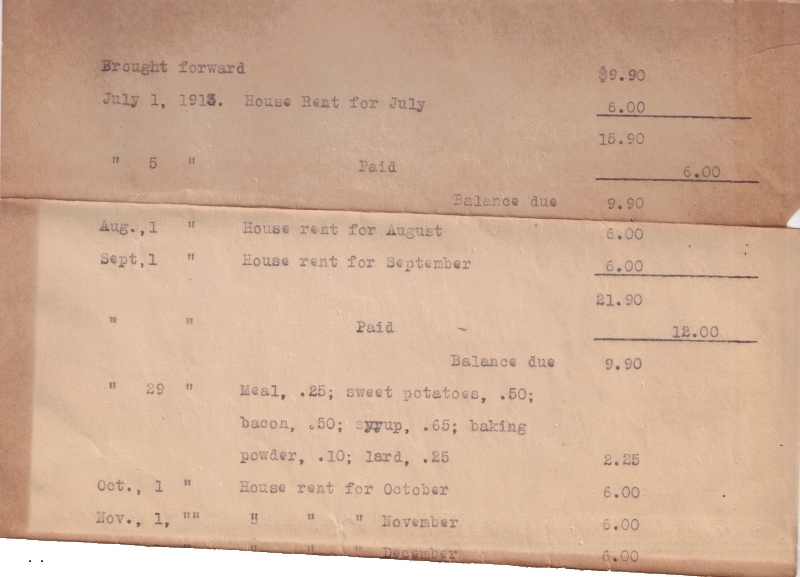 Brought forward $9.90
July 1, 1913. House Rent for July 6.00
15.90
" 5 " Paid 6.00
Balance due 9.90
Aug.,1 " House rent for August 6.00
Sept,1 " House rent for September 6.00
21.90
" " Paid 12.00
Balance due 9.90
" 29 " Meal, .25; sweet potatoes, .50;
bacon, .50; syrup, .65; baking
powder, .10; lard, .25 2.25
Oct., 1 " House rent for October 6.00
Nov., 1, "" " " " November 6.00
" " " " December 6.00